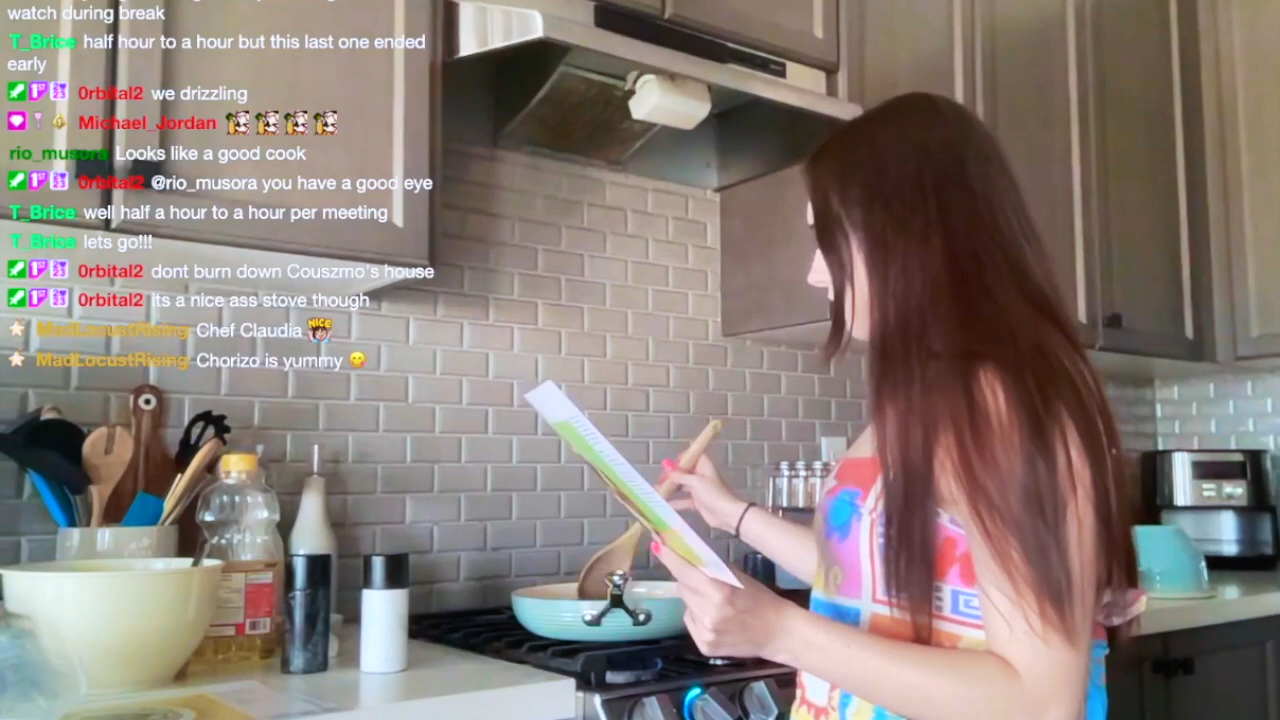 watch during break
T_Brice half hour to a hour but this last one ended
early
0rbital2 we drizzling
Michael_Jordan
rio_musora Looks like a good cook
0rbital2 @rio_musora you have a good eye
T_Brice well half a hour to a hour per meeting
T_Brice lets go!!!
0rbital2 dont burn down Couszmo's house
0rbital2 its a nice ass stove though
MadLocustRising Chef Claudia NICE
MadLocustRising Chorizo is yummy